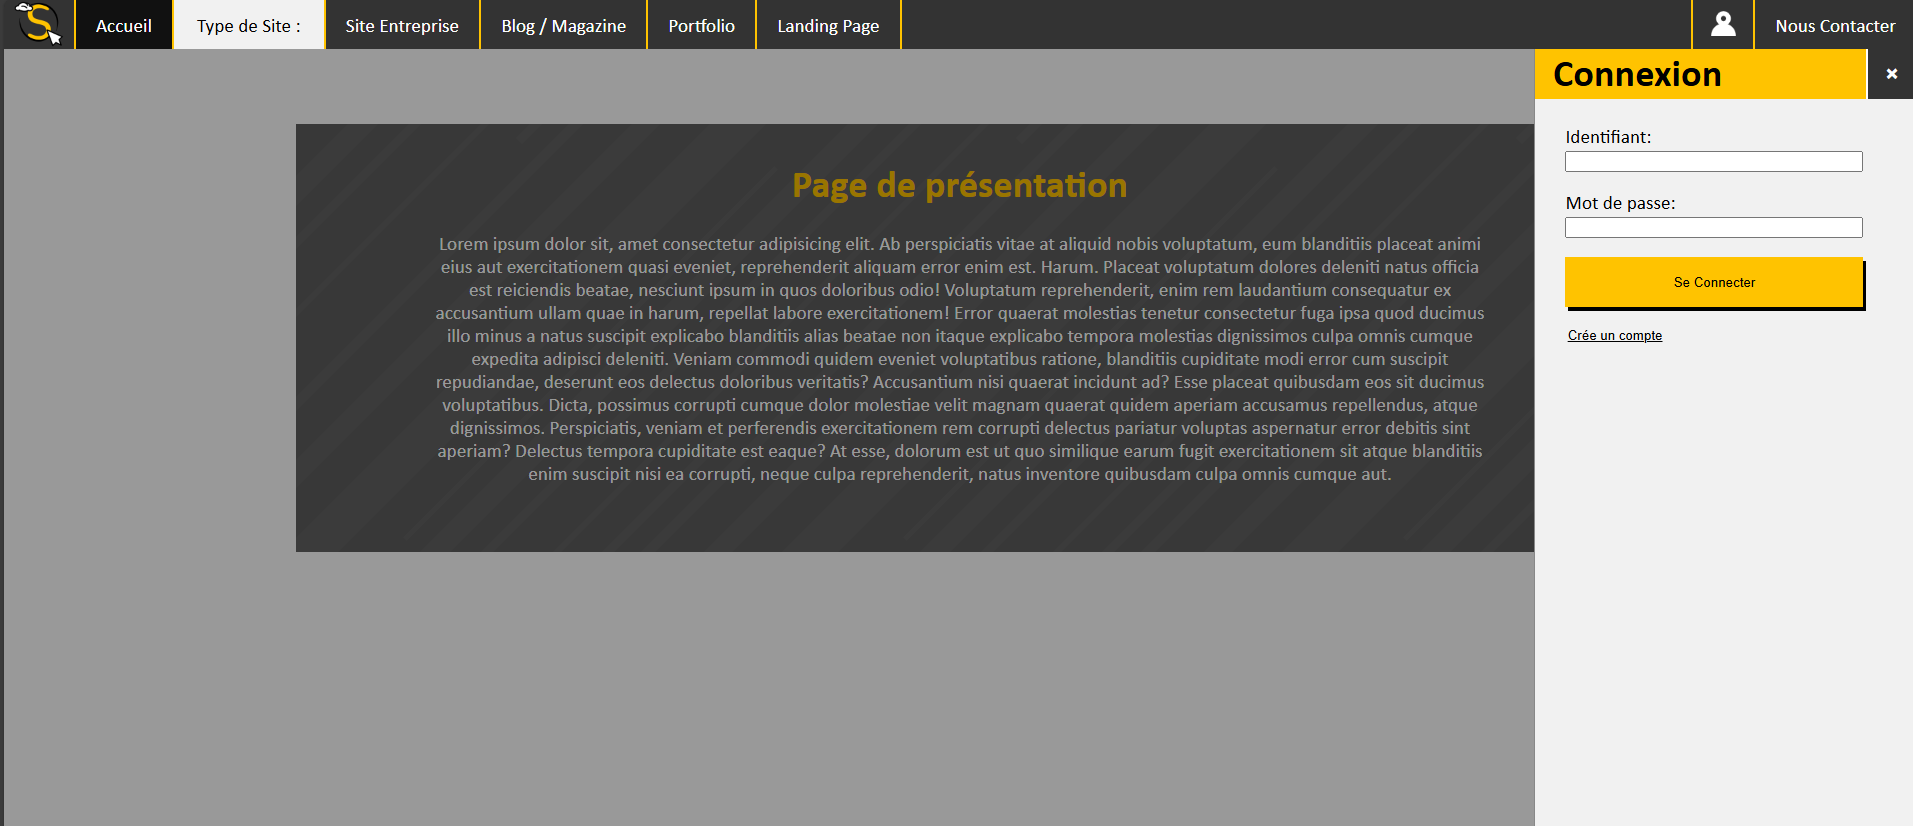 S
Accueil
Type de Site :
Site Entreprise
Blog / Magazine
Portfolio
Landing Page
Nous Contacter
Connexion
×
Identifiant:
Mot de passe:
Se Connecter
Crée un compte
Page de présentation
Lorem ipsum dolor sit, amet consectetur adipisicing elit. Ab perspiciatis vitae at aliquid nobis voluptatum, eum blanditiis placeat animi
eius aut exercitationem quasi eveniet, reprehenderit aliquam error enim est. Harum. Placeat voluptatum dolores deleniti natus officia
est reiciendis beatae, nesciunt ipsum in quos doloribus odio! Voluptatum reprehenderit, enim rem laudantium consequatur ex
accusantium ullam quae in harum, repellat labore exercitationem! Error quaerat molestias tenetur consectetur fuga ipsa quod ducimus
illo minus a natus suscipit explicabo blanditiis alias beatae non itaque explicabo tempora molestias dignissimos culpa omnis cumque
expedita adipisci deleniti. Veniam commodi quidem eveniet voluptatibus ratione, blanditiis cupiditate modi error cum suscipit
repudiandae, deserunt eos delectus doloribus veritatis? Accusantium nisi quaerat incidunt ad? Esse placeat quibusdam eos sit ducimus
voluptatibus. Dicta, possimus corrupti cumque dolor molestiae velit magnam quaerat quidem aperiam accusamus repellendus, atque
dignissimos. Perspiciatis, veniam et perferendis exercitationem rem corrupti delectus pariatur voluptas aspernatur error debitis sint
aperiam? Delectus tempora cupiditate est eaque? At esse, dolorum est ut quo similique earum fugit exercitationem sit atque blanditiis
enim suscipit nisi ea corrupti, neque culpa reprehenderit, natus inventore quibusdam culpa omnis cumque aut.